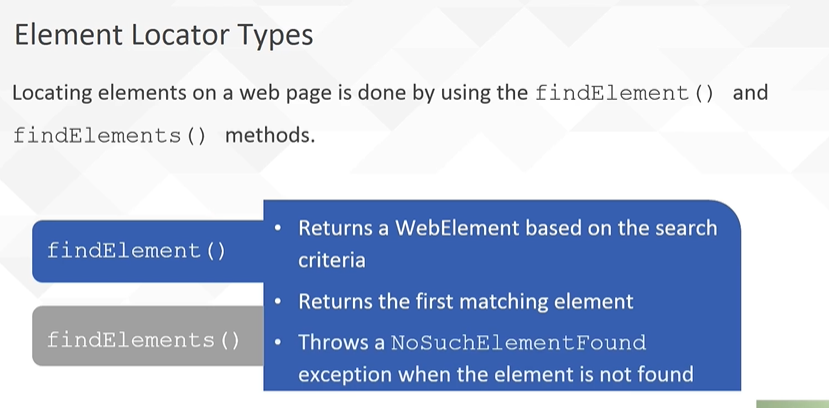 Element Locator Types
Locating elements on a web page is done by using the findElement() and
findElements() methods.
findElement()
findElements()
• Returns a WebElement based on the search
criteria
• Returns the first matching element
• Throws a NoSuchElementFound
exception when the element is not found